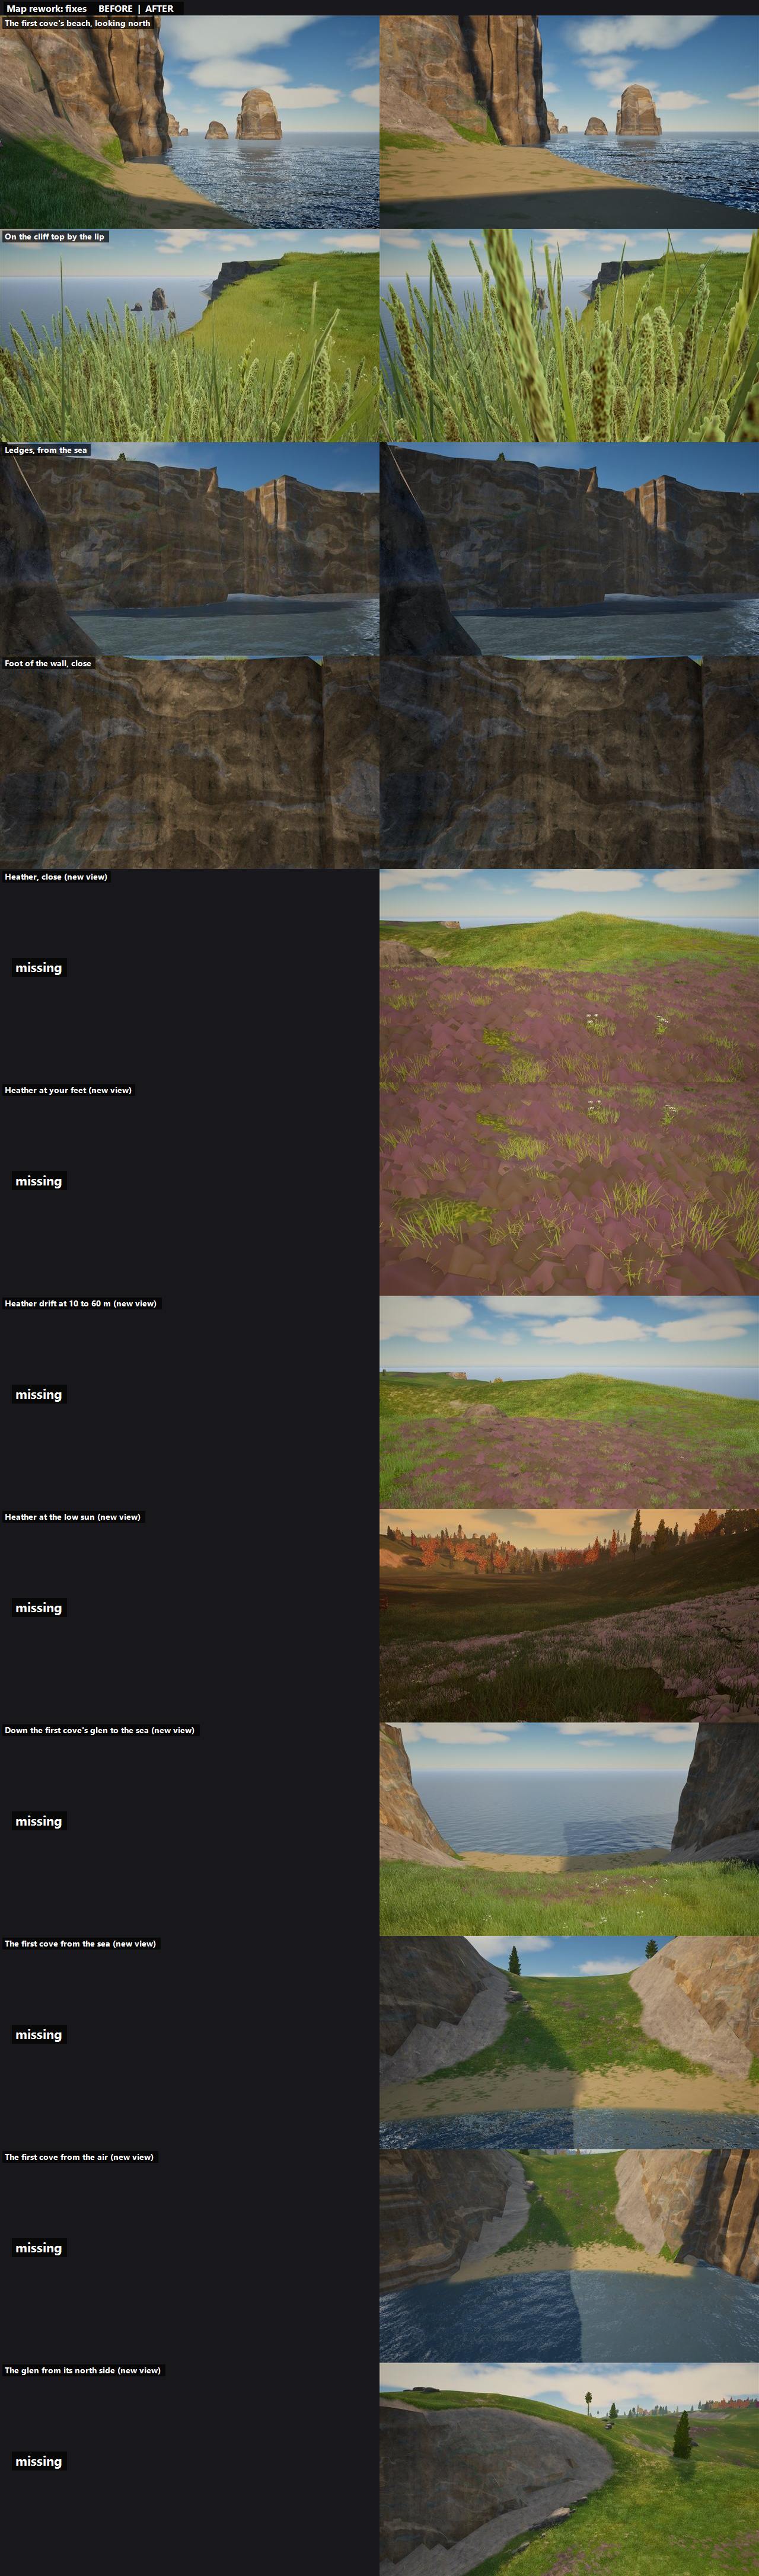 Map rework: fixes BEFORE | AFTER
The first cove's beach, looking north
On the cliff top by the lip
Ledges, from the sea
Foot of the wall, close
Heather, close (new view)
missing
Heather at your feet (new view)
missing
Heather drift at 10 to 60 m (new view)
missing
Heather at the low sun (new view)
missing
Down the first cove's glen to the sea (new view)
missing
The first cove from the sea (new view)
missing
The first cove from the air (new view)
missing
The glen from its north side (new view)
missing